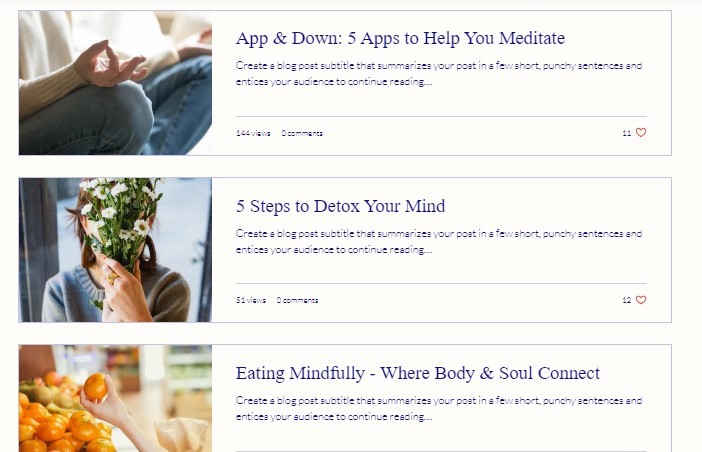 App & Down: 5 Apps to Help You Meditate
Create a blog post subtitle that summarizes your post in a few short, punchy sentences and
entices your audience to continue reading....
144 views 0 comments 11
5 Steps to Detox Your Mind
Create a blog post subtitle that summarizes your post in a few short, punchy sentences and
entices your audience to continue reading....
51 views 0 comments 12
Eating Mindfully - Where Body & Soul Connect
Create a blog post subtitle that summarizes your post in a few short, punchy sentences and
entices your audience to continue reading....